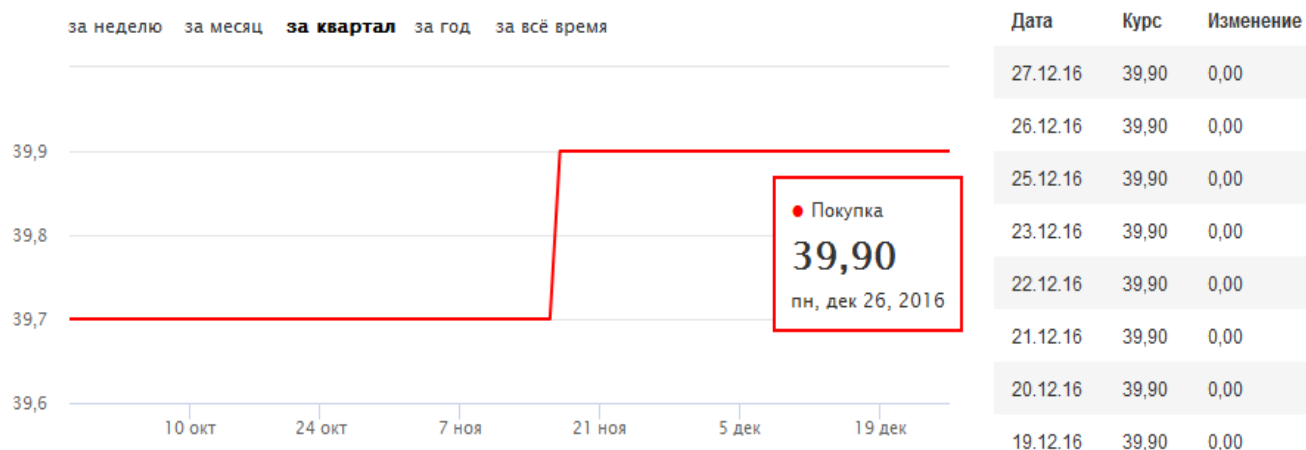 за неделю за месяц за квартал за год за всё время
39,9
39,8
39,7
39,6
10 окт 24 окт 7 ноя 21 ноя 5 дек 19 дек
Покупка
39,90
пн, дек 26, 2016
Дата Курс Изменение
27.12.16 39,90 0,00
26.12.16 39,90 0,00
25.12.16 39,90 0,00
23.12.16 39,90 0,00
22.12.16 39,90 0,00
21.12.16 39,90 0,00
20.12.16 39,90 0,00
19.12.16 39,90 0,00